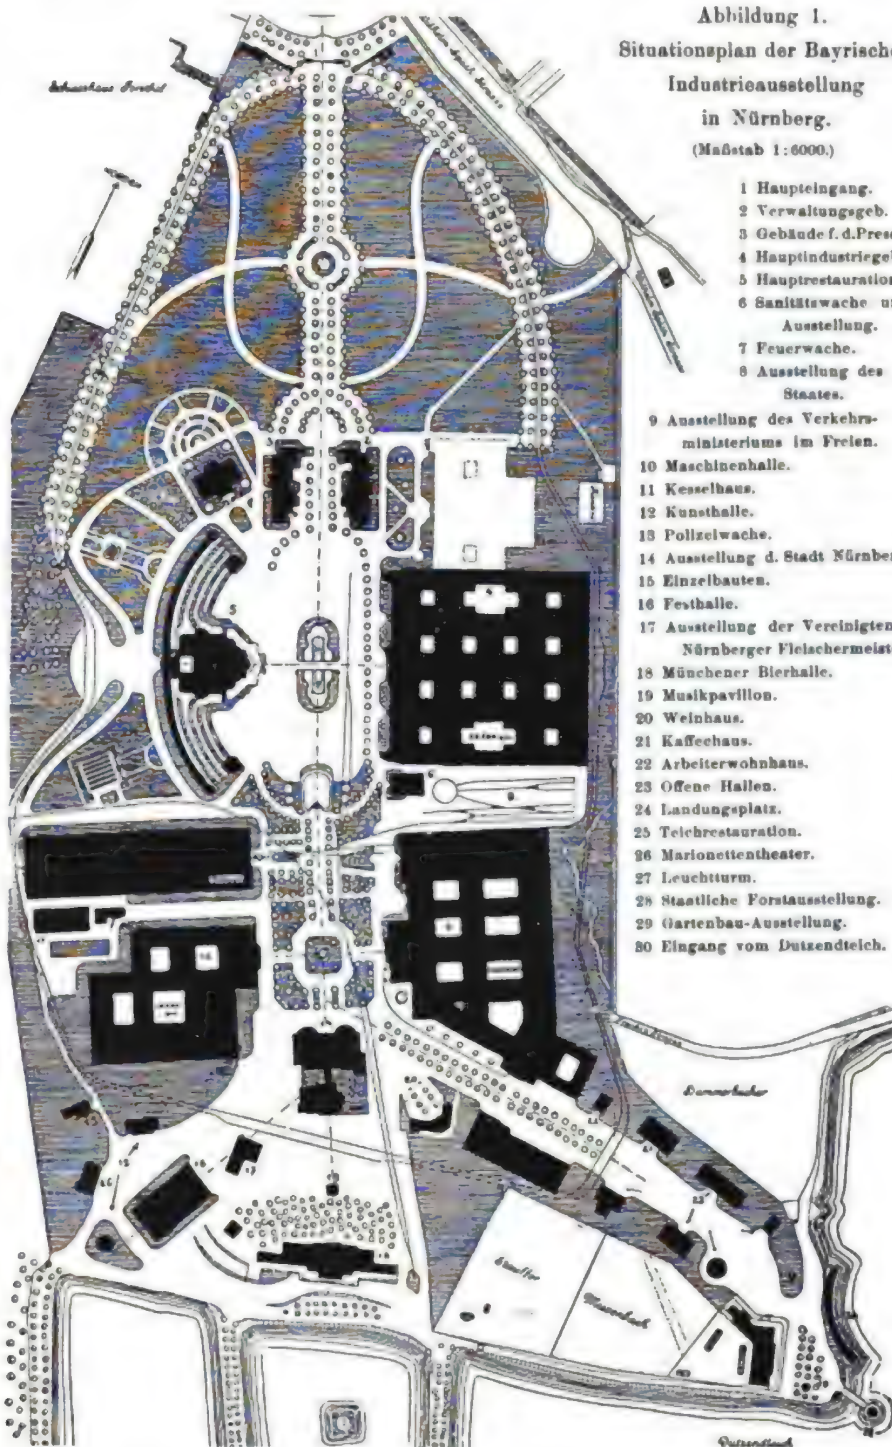 Abbildung 1.
Situationsplan der Bayrische
Industrieausstellung
in Nürnberg.
(Maßstab 1:6000.)
1 Haupteingang.
2 Verwaltungsgeb.
3 Gebäude f. d. Pres
4 Hauptindustriegeb
5 Hauptrestauration
6 Sanitätswache u
Ausstellung.
7 Feuerwache.
8 Ausstellung des
Staates.
9 Ausstellung des Verkehrs-
ministeriums im Freien.
10 Maschinenhalle.
11 Kesselhaus.
12 Kunsthalle.
13 Polizeiwache.
14 Ausstellung d. Stadt Nürnber
15 Einzelbauten.
16 Festhalle.
17 Ausstellung der Vereinigten
Nürnberger Fleischermeist
18 Münchener Bierhalle.
19 Musikpavillon.
20 Weinhaus.
21 Kaffeehaus.
22 Arbeiterwohnhaus.
23 Offene Hallen.
24 Landungsplatz.
25 Teichrestauration.
26 Marionettentheater.
27 Leuchtturm.
28 Staatliche Forstausstellung.
29 Gartenbau-Ausstellung.
30 Eingang vom Dutzendteich.
5
Dutzendteich